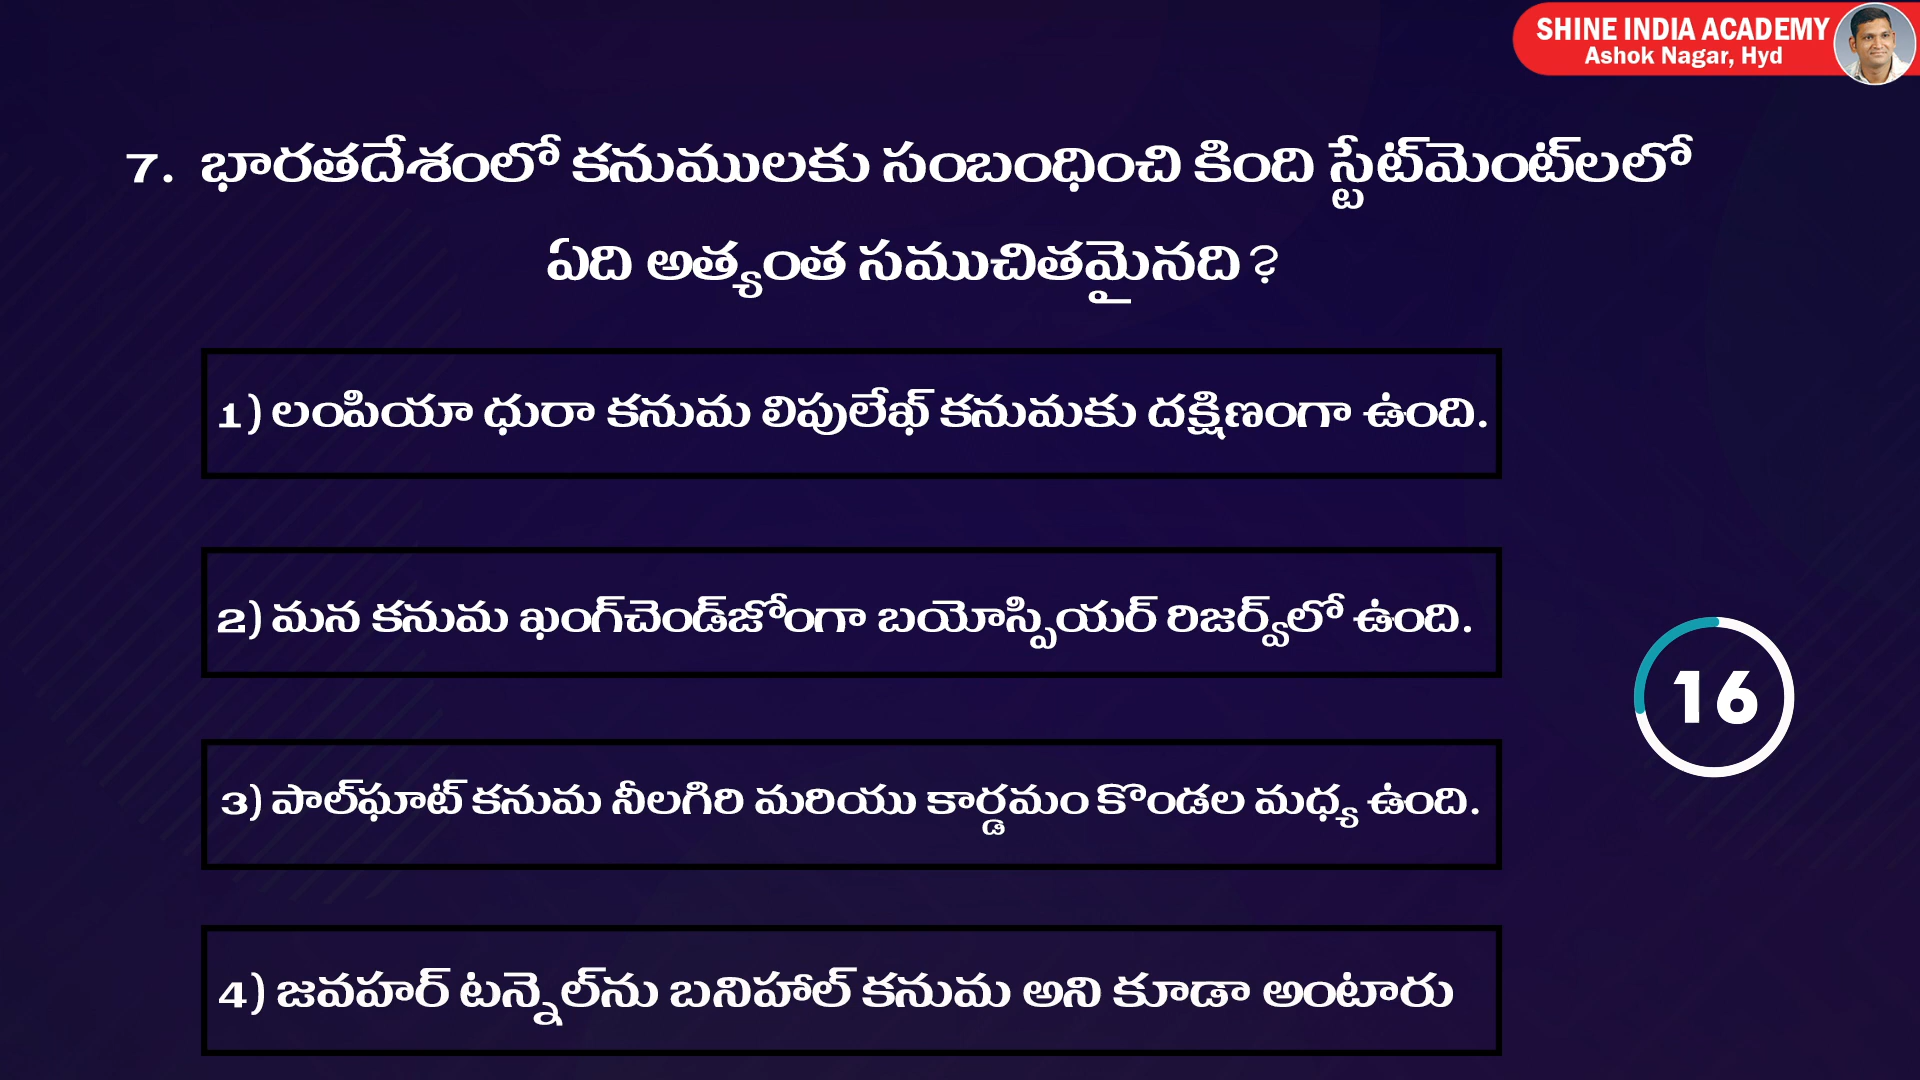 SHINE INDIA ACADEMY
Ashok Nagar, Hyd
7. భారతదేశంలో కనుములకు సంబంధించి కింది స్టేట్‌మెంట్‌లలో
ఏది అత్యంత సముచితమైనది?
1) లంపియా ధురా కనుమ లిపులేఖ్ కనుమకు దక్షిణంగా ఉంది.
2) మన కనుమ ఖంగ్‌చెండ్‌జోంగా బయోస్పియర్ రిజర్వ్‌లో ఉంది.
3) పాల్‌ఘాట్ కనుమ నీలగిరి మరియు కార్డమం కొండల మధ్య ఉంది.
16
4) జవహర్ టన్నెల్‌ను బనిహాల్ కనుమ అని కూడా అంటారు